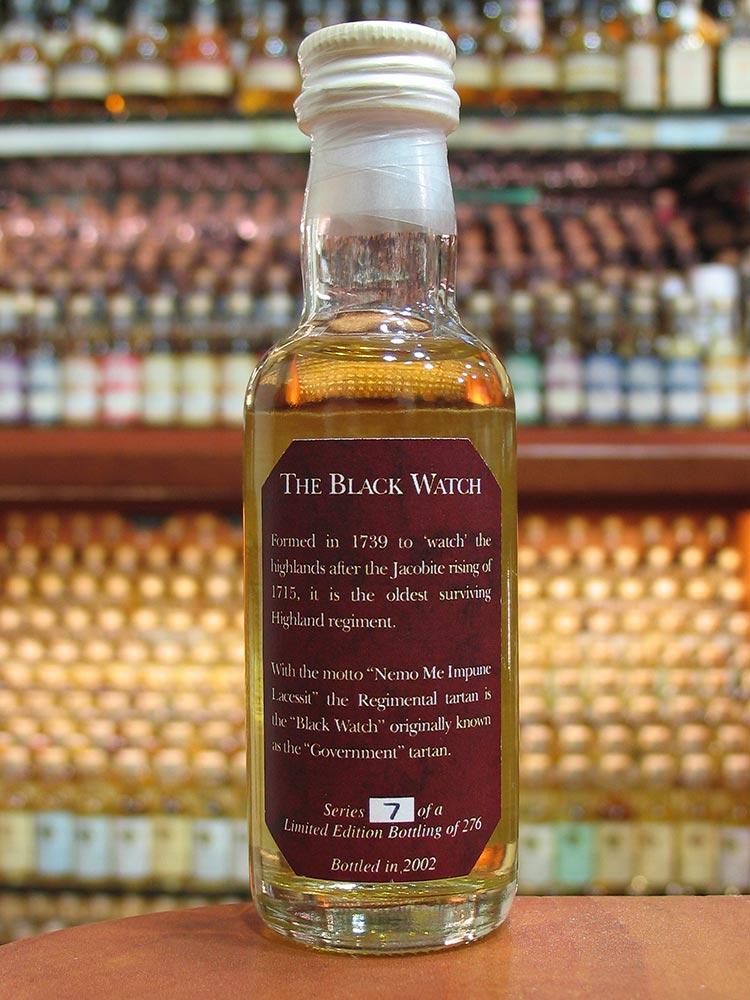 THE BLACK WATCH
Formed in 1739 to ‘watch’ the
highlands after the Jacobite rising of
1715, it is the oldest surviving
Highland regiment.
With the motto “Nemo Me Impune
Lacessit” the Regimental tartan is
the “Black Watch” originally known
as the “Government” tartan.
Series 7 of a
Limited Edition Bottling of 276
Bottled in 2002